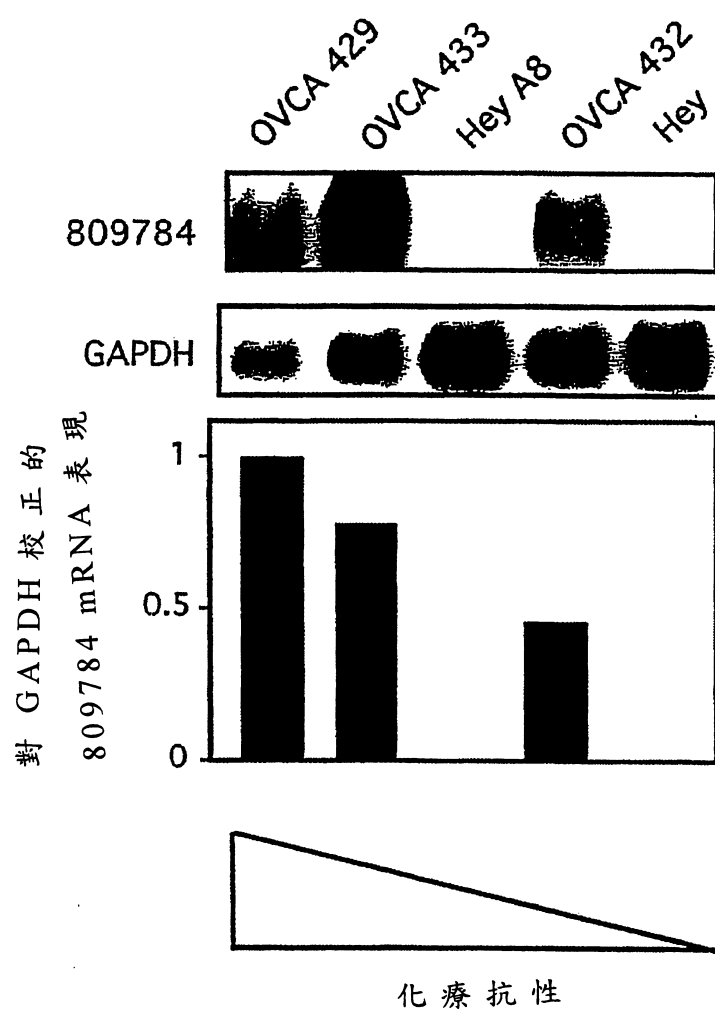 OVCA 429
OVCA 433
Hey A8
OVCA 432
Hey
809784
GAPDH
對 GAPDH 校正的
809784 mRNA 表現
1
0.5
0
化療抗性